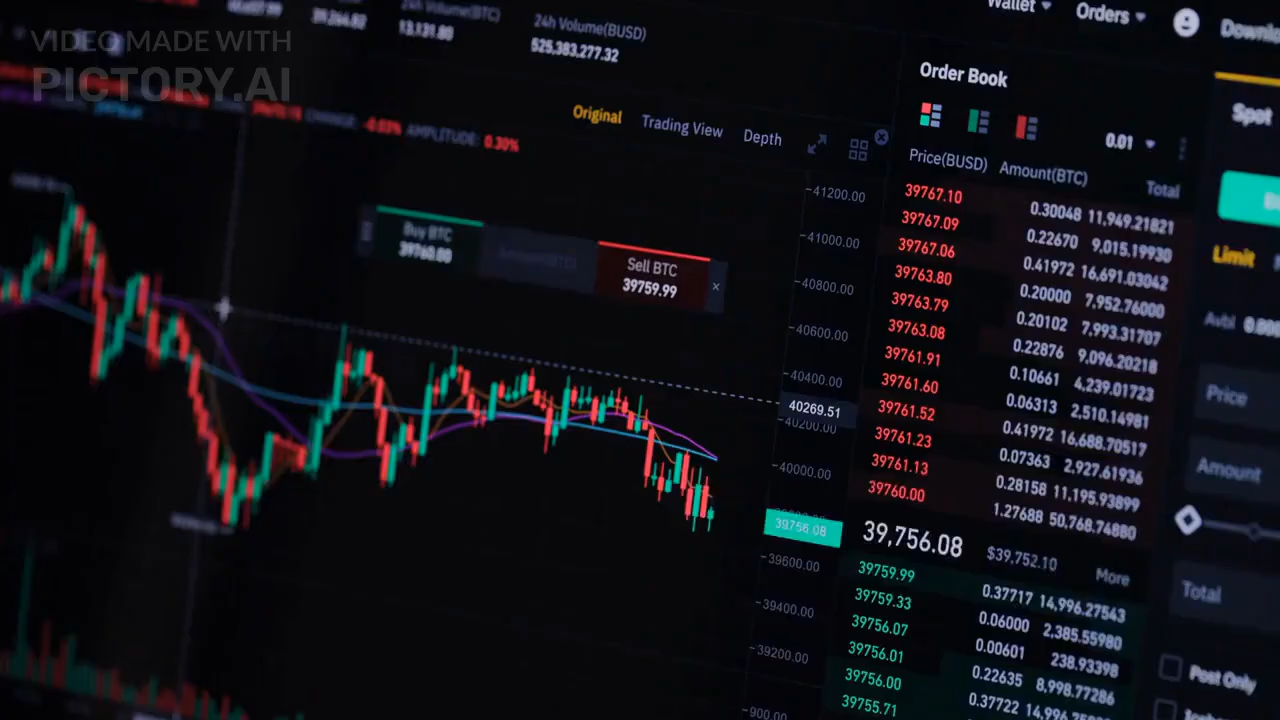 VIDEO MADE WITH
PICTORY.AI
24h Volume(BTC)
13,131.80
24h Volume(BUSD)
525,383,277.32
Wallet
Orders
CHANGE: -0.03% AMPLITUDE: 0.30%
Original Trading View Depth
Buy BTC
39760.00
Sell BTC
39759.99
41200.00
41000.00
40800.00
40600.00
40400.00
40269.51
40200.00
40000.00
39756.08
39600.00
39400.00
39200.00
Order Book
0.01
Price(BUSD) Amount(BTC) Total
39767.10 0.30048 11,949.21821
39767.09 0.22670 9,015.19930
39767.06 0.41972 16,691.03042
39763.80 0.20000 7,952.76000
39763.79 0.20102 7,993.31707
39763.08 0.22876 9,096.20218
39761.91 0.10661 4,239.01723
39761.60 0.06313 2,510.14981
39761.52 0.41972 16,688.70517
39761.23 0.07363 2,927.61936
39761.13 0.28158 11,195.93899
39760.00 1.27688 50,768.74880
39,756.08 $39,752.10 More
39759.99 0.37717 14,996.27543
39759.33 0.06000 2,385.55980
39756.07 0.00601 238.93398
39756.01 0.22635 8,998.77286
39756.00 0.37722
39755.71
Spot
Limit
Avbl
Price
Amount
Total
Post Only